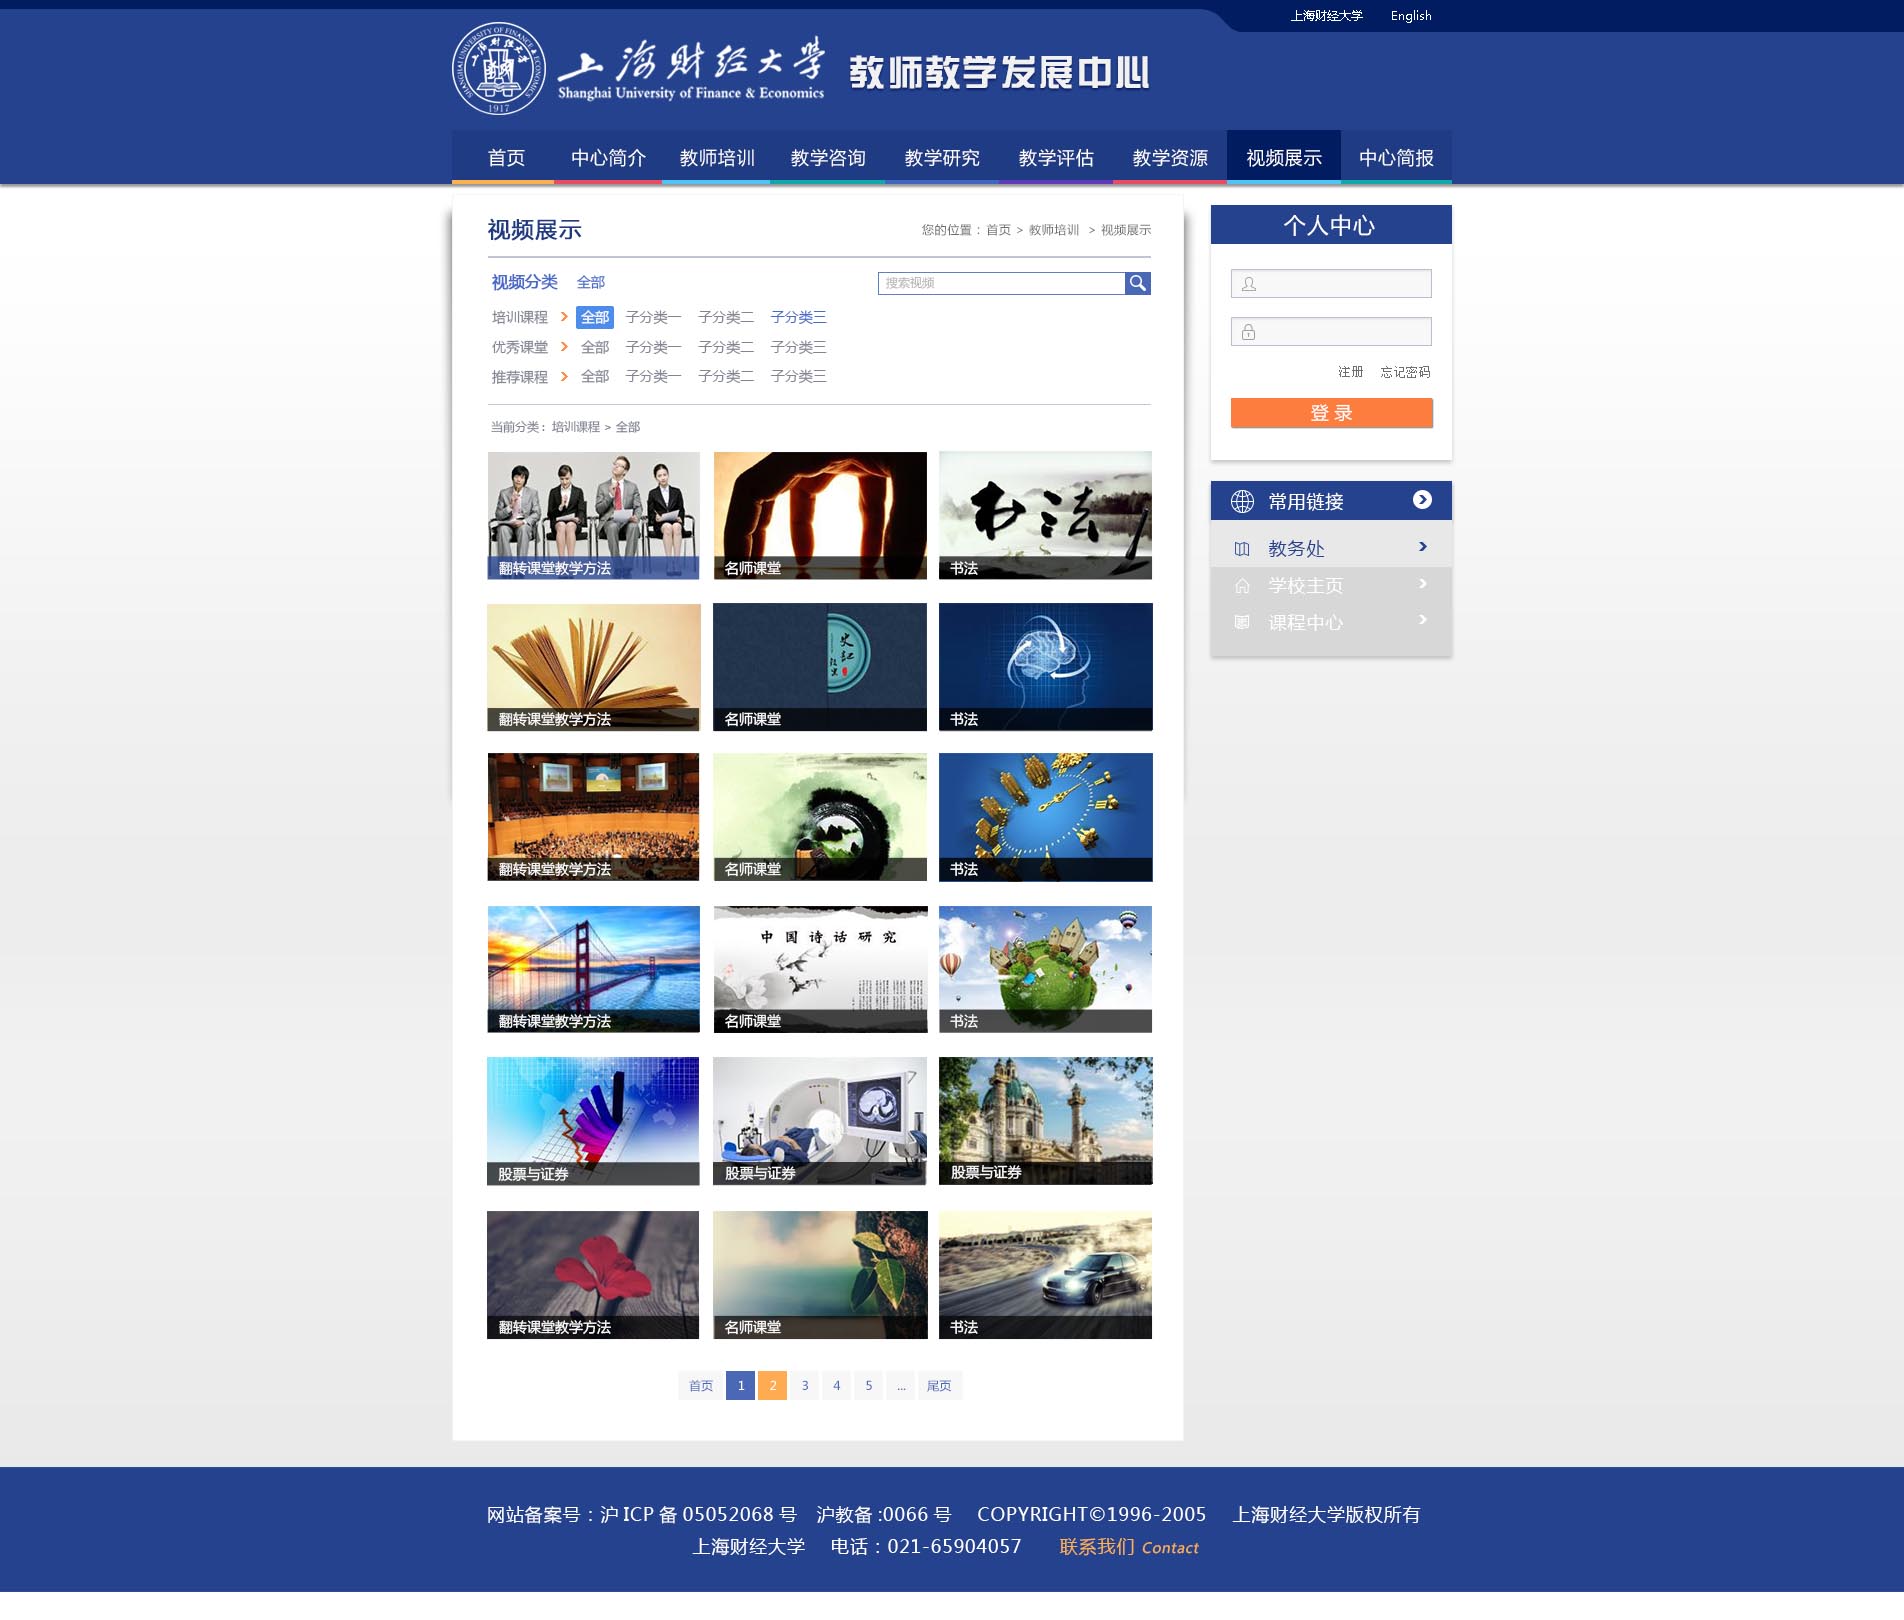 上海财经大学 English
上海财经大学 教师教学发展中心
Shanghai University of Finance & Economics
SHANGHAI UNIVERSITY OF FINANCE & ECONOMICS
1917
首页 中心简介 教师培训 教学咨询 教学研究 教学评估 教学资源 视频展示 中心简报
视频展示
您的位置：首页 > 教师培训 > 视频展示
视频分类 全部
搜索视频
培训课程 全部 子分类一 子分类二 子分类三
优秀课堂 全部 子分类一 子分类二 子分类三
推荐课程 全部 子分类一 子分类二 子分类三
当前分类：培训课程 > 全部
书法
翻转课堂教学方法 名师课堂 书法
史记
翻转课堂教学方法 名师课堂 书法
翻转课堂教学方法 名师课堂 书法
中国诗话研究
翻转课堂教学方法 名师课堂 书法
股票与证券 股票与证券 股票与证券
翻转课堂教学方法 名师课堂 书法
首页 1 2 3 4 5 ... 尾页
个人中心
注册 忘记密码
登 录
常用链接
教务处
学校主页
课程中心
网站备案号：沪 ICP 备 05052068 号 沪教备 :0066 号 COPYRIGHT©1996-2005 上海财经大学版权所有
上海财经大学 电话：021-65904057 联系我们 Contact